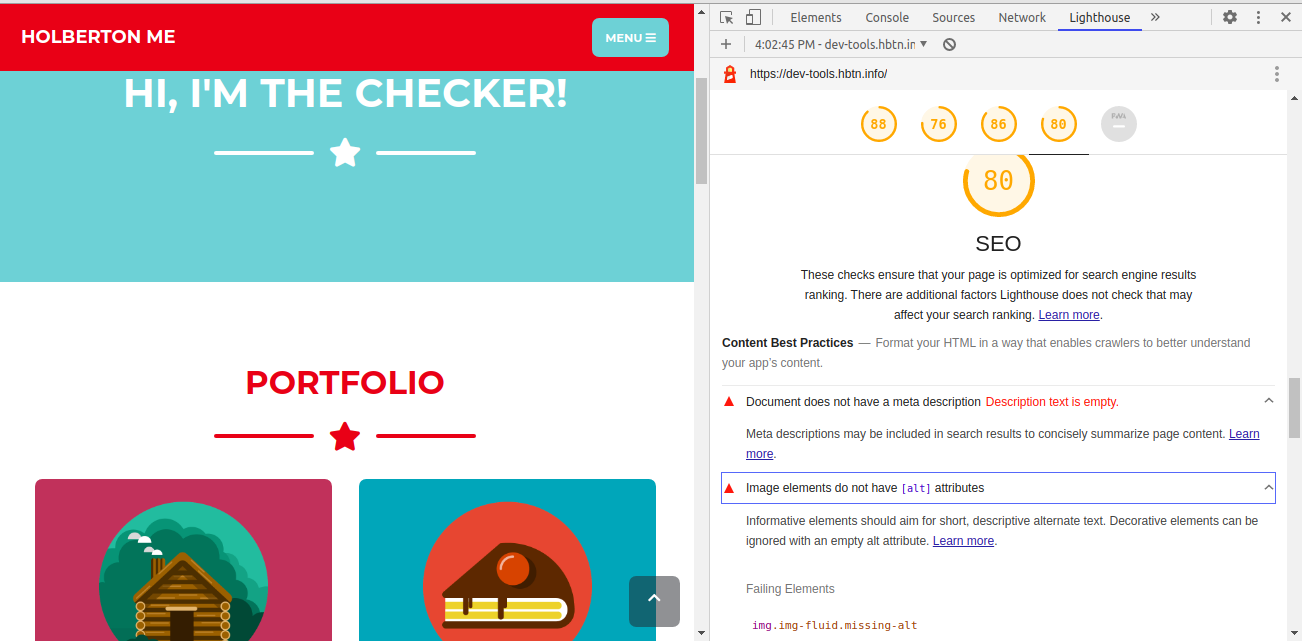 HOLBERTON ME
MENU
HI, I'M THE CHECKER!
PORTFOLIO
Elements Console Sources Network Lighthouse
4:02:45 PM - dev-tools.hbtn.in
https://dev-tools.hbtn.info/
88 76 86 80 PWA
80
SEO
These checks ensure that your page is optimized for search engine results
ranking. There are additional factors Lighthouse does not check that may
affect your search ranking. Learn more.
Content Best Practices — Format your HTML in a way that enables crawlers to better understand
your app's content.
Document does not have a meta description Description text is empty.
Meta descriptions may be included in search results to concisely summarize page content. Learn
more.
Image elements do not have [alt] attributes
Informative elements should aim for short, descriptive alternate text. Decorative elements can be
ignored with an empty alt attribute. Learn more.
Failing Elements
img.img-fluid.missing-alt